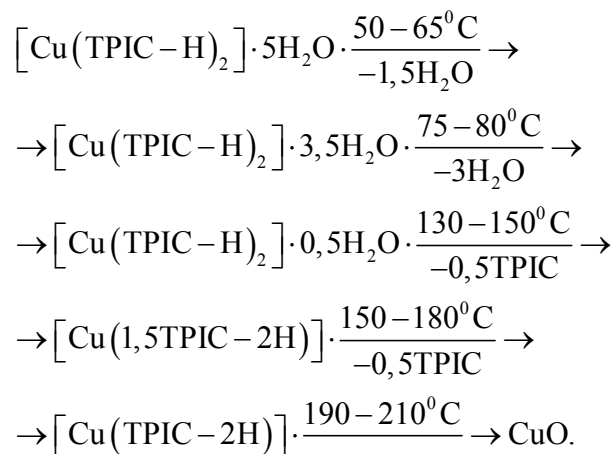 [Cu(TPIC−H)₂]·5H₂O· 50−65⁰C / −1,5H₂O →
→[Cu(TPIC−H)₂]·3,5H₂O· 75−80⁰C / −3H₂O →
→[Cu(TPIC−H)₂]·0,5H₂O· 130−150⁰C / −0,5TPIC →
→[Cu(1,5TPIC−2H)]· 150−180⁰C / −0,5TPIC →
→[Cu(TPIC−2H)]· 190−210⁰C → CuO.